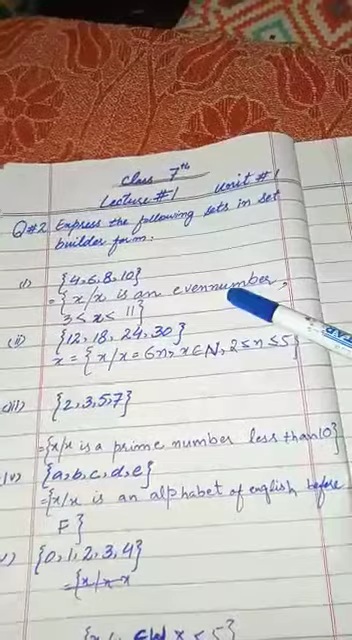 Class 7th
Lecture #1 Unit #1
Q#2 Express the following sets in set
builder form.
(i) {4,6,8,10}
= {x/x is an even number,
3 < x < 11}
(ii) {12, 18, 24, 30}
x = {x/x = 6n, x∈N, 2 ≤ n ≤ 5}
(iii) {2,3,5,7}
={x/x is a prime number less than 10}
(iv) {a,b,c,d,e}
={x/x is an alphabet of english before
F}
(v) {0,1,2,3,4}
={x/x
x < 5}